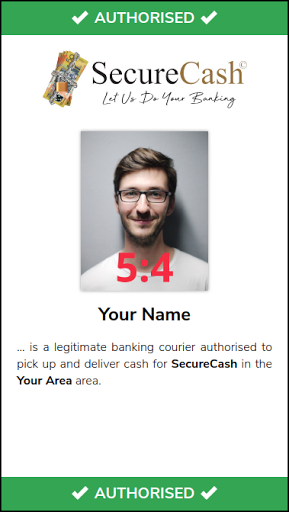 ✔ AUTHORISED ✔
SecureCash©
Let Us Do Your Banking
5:4
Your Name
... is a legitimate banking courier authorised to
pick up and deliver cash for SecureCash in the
Your Area area.
✔ AUTHORISED ✔